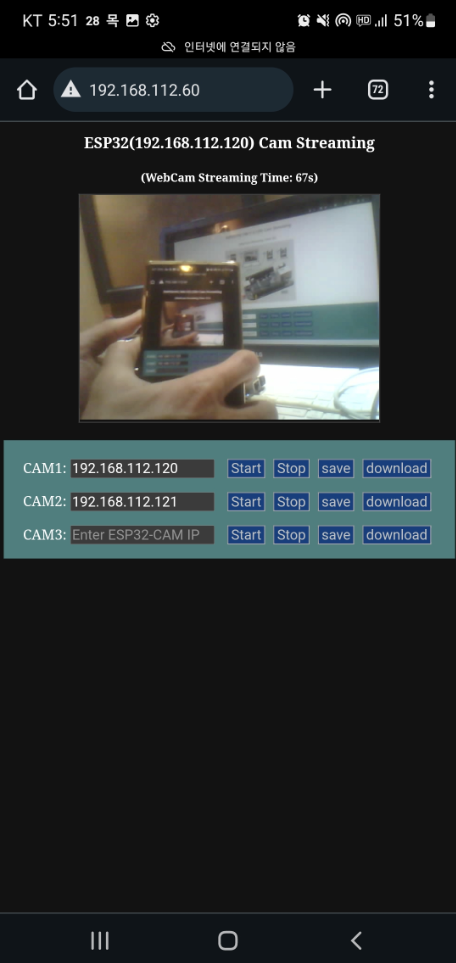 KT 5:51 28 목 HD 51%
인터넷에 연결되지 않음
192.168.112.60 72
ESP32(192.168.112.120) Cam Streaming
(WebCam Streaming Time: 67s)
CAM1: 192.168.112.120 Start Stop save download
CAM2: 192.168.112.121 Start Stop save download
CAM3: Enter ESP32-CAM IP Start Stop save download